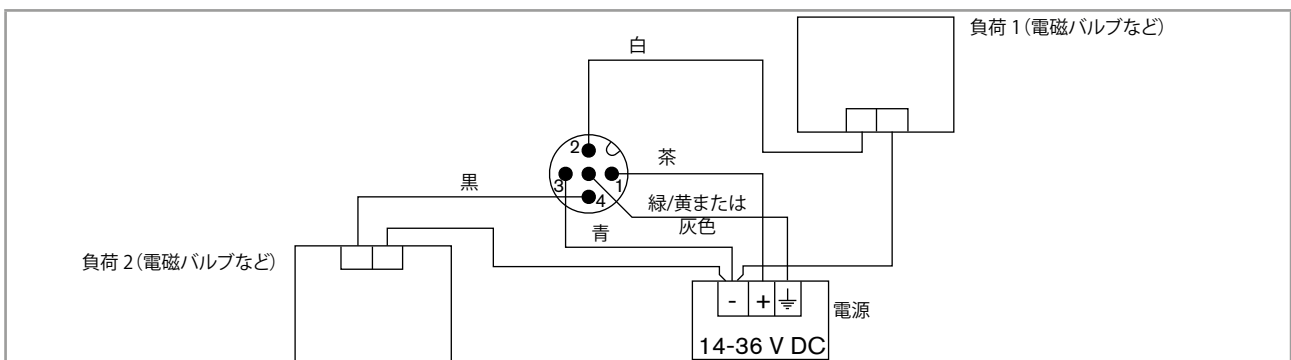 負荷 1（電磁バルブなど）
白
2
茶
3
1
黒
4
緑/黄または
灰色
青
負荷 2（電磁バルブなど）
- +
電源
14-36 V DC